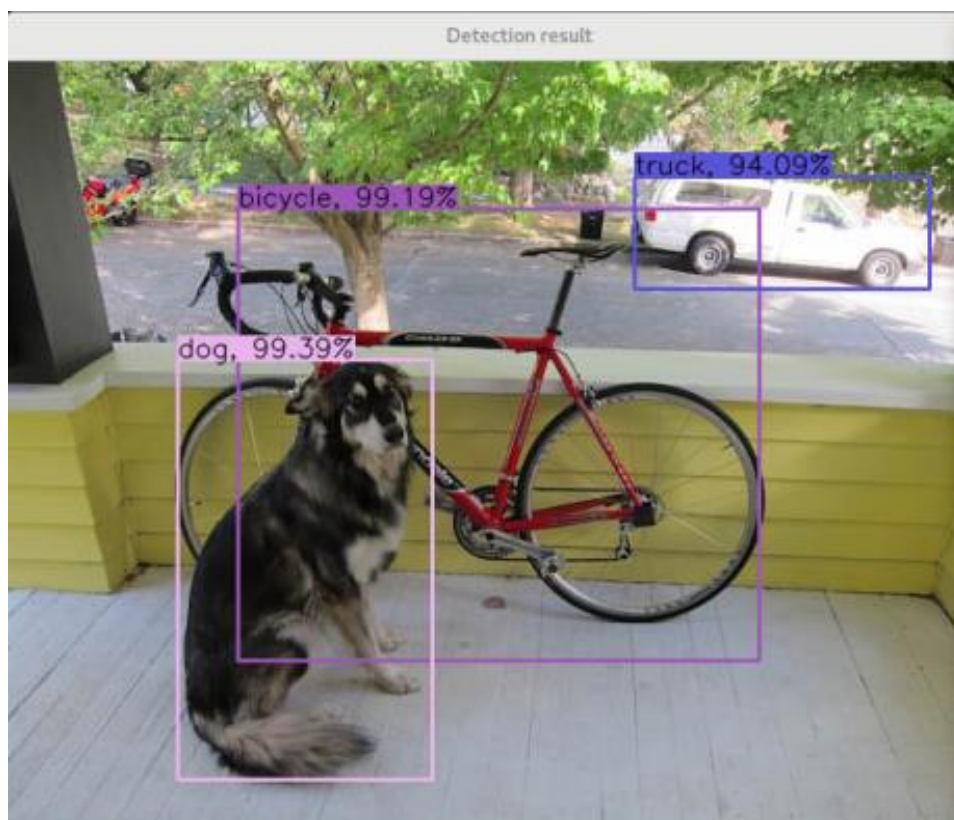 Detection result
truck, 94.09%
bicycle, 99.19%
dog, 99.39%